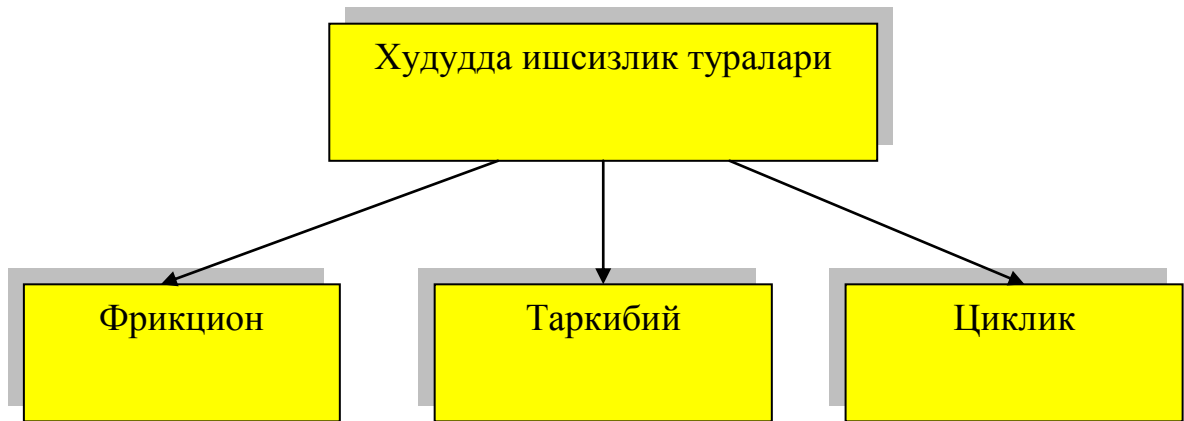 Худудда ишсизлик туралари
Фрикцион
Таркибий
Циклик